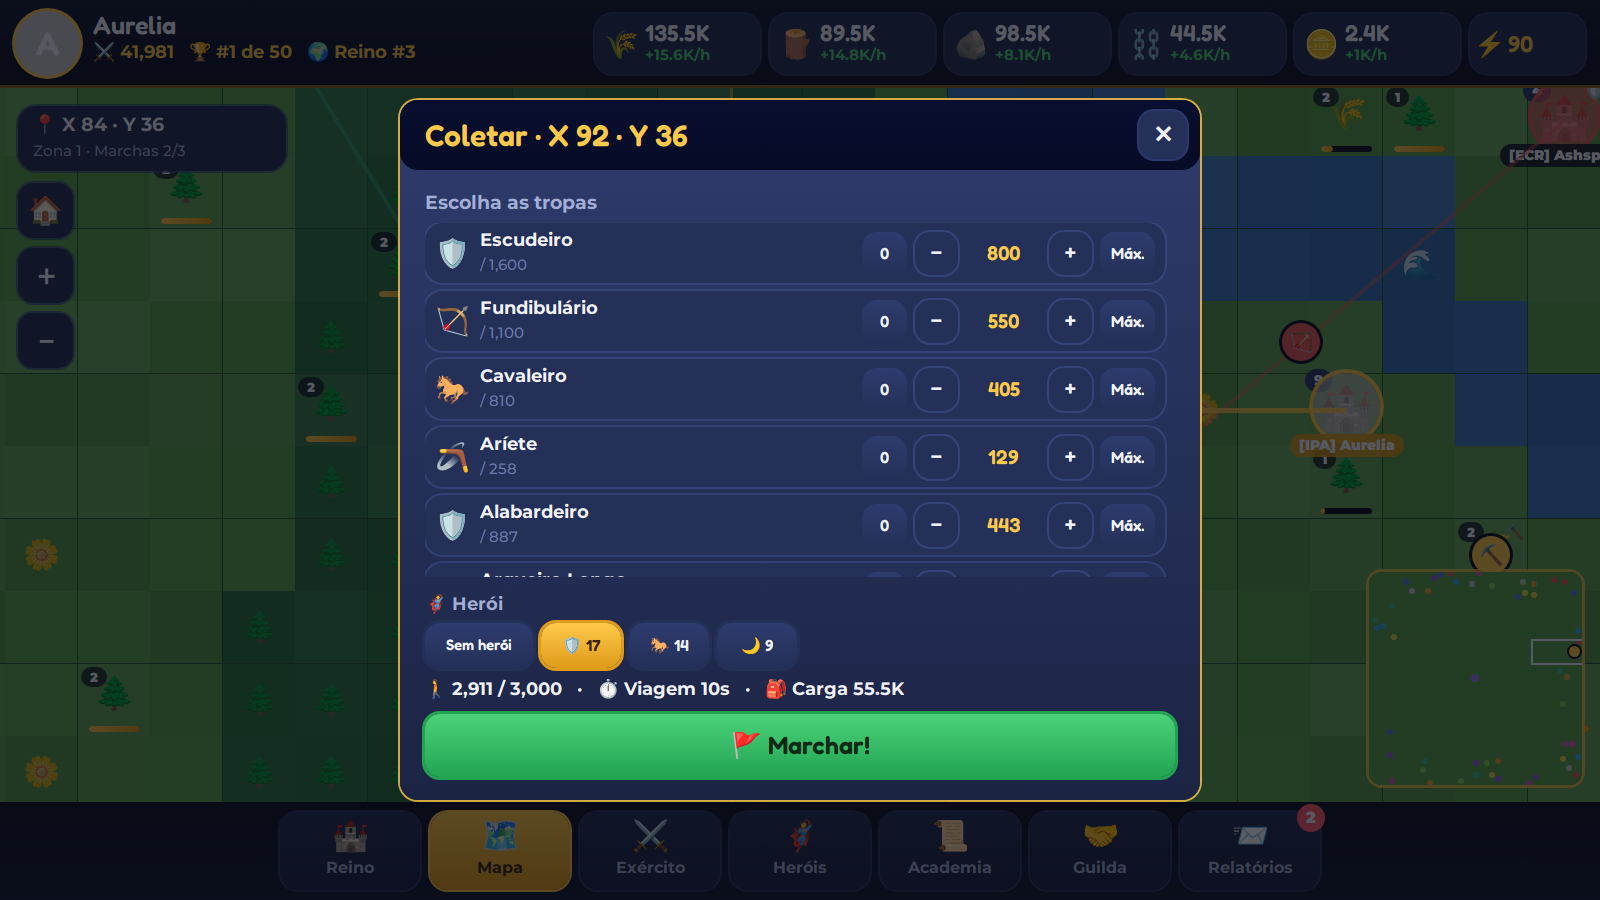 A
Aurelia
41,981
#1 de 50
Reino #3
135.5K
+15.6K/h
89.5K
+14.8K/h
98.5K
+8.1K/h
44.5K
+4.6K/h
2.4K
+1K/h
90
X 84 · Y 36
Zona 1 · Marchas 2/3
+
−
Coletar · X 92 · Y 36
×
Escolha as tropas
Escudeiro
/ 1,600
0
−
800
+
Máx.
Fundibulário
/ 1,100
0
−
550
+
Máx.
Cavaleiro
/ 810
0
−
405
+
Máx.
Aríete
/ 258
0
−
129
+
Máx.
Alabardeiro
/ 887
0
−
443
+
Máx.
Herói
Sem herói
17
14
9
2,911 / 3,000 · Viagem 10s · Carga 55.5K
Marchar!
2
2
2
2
1
[ECR] Ashsp
[IPA] Aurelia
1
2
Reino
Mapa
Exército
Heróis
Academia
Guilda
Relatórios
2